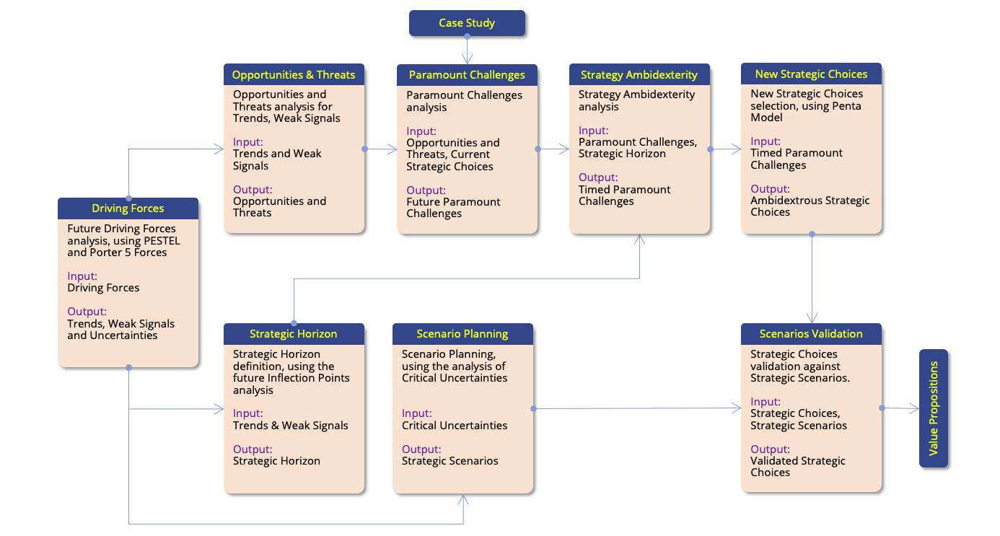 Case Study
Opportunities & Threats
Opportunities and
Threats analysis for
Trends, Weak Signals
Input:
Trends and Weak
Signals
Output:
Opportunities and
Threats
Paramount Challenges
Paramount Challenges
analysis
Input:
Opportunities and
Threats, Current
Strategic Choices
Output:
Future Paramount
Challenges
Strategy Ambidexterity
Strategy Ambidexterity
analysis
Input:
Paramount Challenges,
Strategic Horizon
Output:
Timed Paramount
Challenges
New Strategic Choices
New Strategic Choices
selection, using Penta
Model
Input:
Timed Paramount
Challenges
Output:
Ambidextrous Strategic
Choices
Driving Forces
Future Driving Forces
analysis, using PESTEL
and Porter 5 Forces
Input:
Driving Forces
Output:
Trends, Weak Signals
and Uncertainties
Strategic Horizon
Strategic Horizon
definition, using the
future Inflection Points
analysis
Input:
Trends & Weak Signals
Output:
Strategic Horizon
Scenario Planning
Scenario Planning,
using the analysis of
Critical Uncertainties
Input:
Critical Uncertainties
Output:
Strategic Scenarios
Scenarios Validation
Strategic Choices
validation against
Strategic Scenarios.
Input:
Strategic Choices,
Strategic Scenarios
Output:
Validated Strategic
Choices
Value Propositions